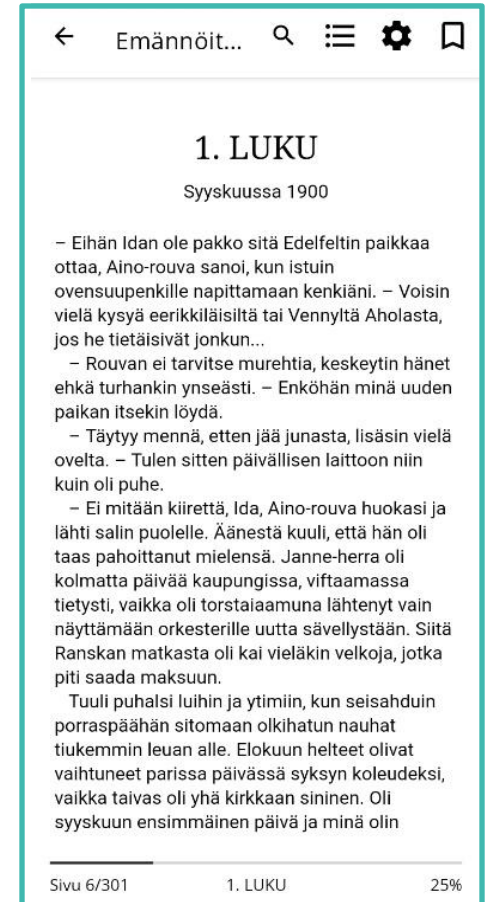 Emännöit...
1. LUKU
Syyskuussa 1900
– Eihän Idan ole pakko sitä Edelfeltin paikkaa
ottaa, Aino-rouva sanoi, kun istuin
ovensuupenkille napittamaan kenkiäni. – Voisin
vielä kysyä eerikkiläisiltä tai Vennyltä Aholasta,
jos he tietäisivät jonkun...
– Rouvan ei tarvitse murehtia, keskeytin hänet
ehkä turhankin ynseästi. – Enköhän minä uuden
paikan itsekin löydä.
– Täytyy mennä, etten jää junasta, lisäsin vielä
ovelta. – Tulen sitten päivällisen laittoon niin
kuin oli puhe.
– Ei mitään kiirettä, Ida, Aino-rouva huokasi ja
lähti salin puolelle. Äänestä kuuli, että hän oli
taas pahoittanut mielensä. Janne-herra oli
kolmatta päivää kaupungissa, viftaamassa
tietysti, vaikka oli torstaiaamuna lähtenyt vain
näyttämään orkesterille uutta sävellystään. Siitä
Ranskan matkasta oli kai vieläkin velkoja, jotka
piti saada maksuun.
Tuuli puhalsi luihin ja ytimiin, kun seisahduin
porraspäähän sitomaan olkihatun nauhat
tiukemmin leuan alle. Elokuun helteet olivat
vaihtuneet parissa päivässä syksyn koleudeksi,
vaikka taivas oli yhä kirkkaan sininen. Oli
syyskuun ensimmäinen päivä ja minä olin
Sivu 6/301 1. LUKU 25%